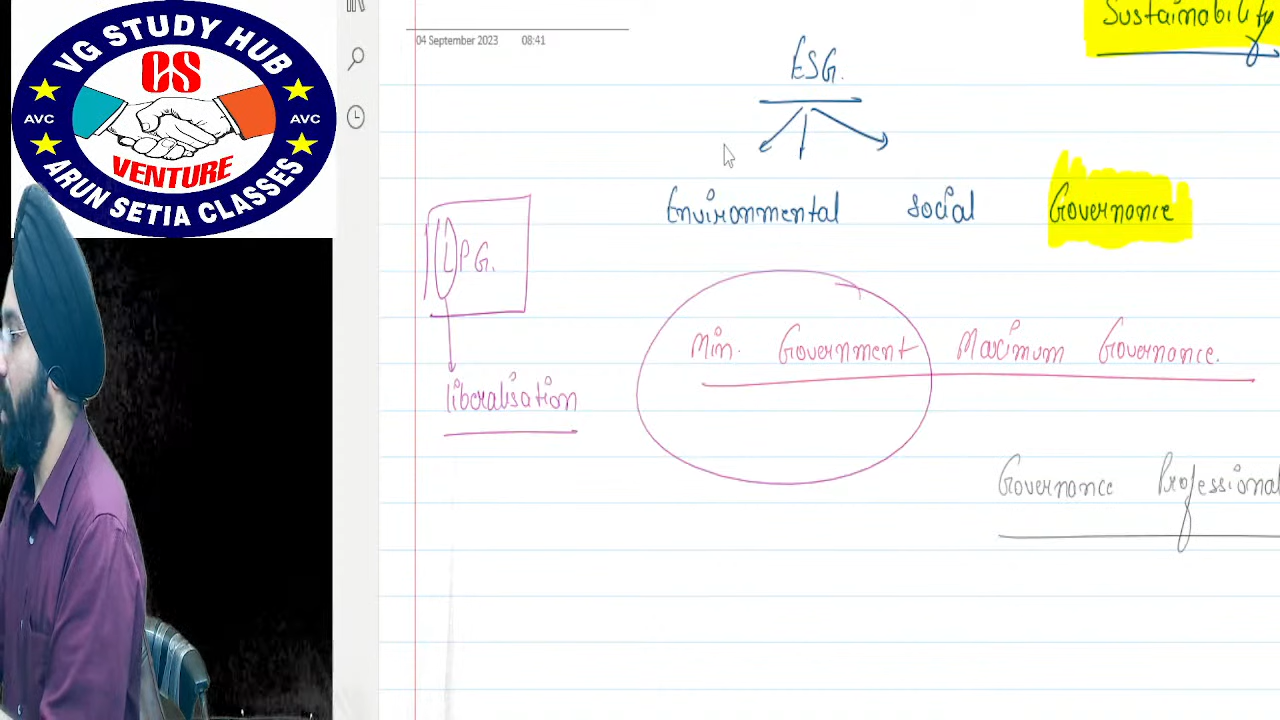 VG STUDY HUB
CS
AVC
AVC
VENTURE
ARUN SETIA CLASSES
04 September 2023 08:41
Sustainability
ESG.
Environmental Social Governance
LPG.
Min. Government Maximum Governance.
liberalisation
Governance Professional